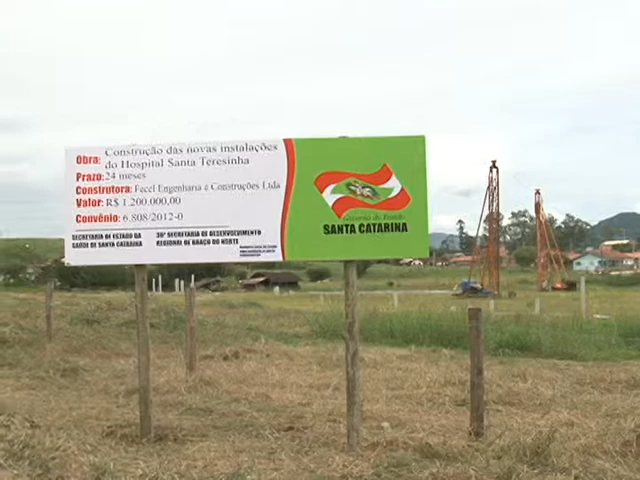 Obra: Construção das novas instalações
do Hospital Santa Teresinha
Prazo: 24 meses
Construtora: Fecel Engenharia e Construções Ltda
Valor: R$ 1.200.000,00
Convênio: 6.808/2012-0
SECRETARIA DE ESTADO DA
SAÚDE DE SANTA CATARINA
36ª SECRETARIA DE DESENVOLVIMENTO
REGIONAL DE BRAÇO DO NORTE
Governo do Estado
SANTA CATARINA